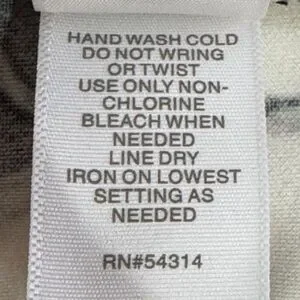 HAND WASH COLD
DO NOT WRING
OR TWIST
USE ONLY NON-
CHLORINE
BLEACH WHEN
NEEDED
LINE DRY
IRON ON LOWEST
SETTING AS
NEEDED
RN#54314